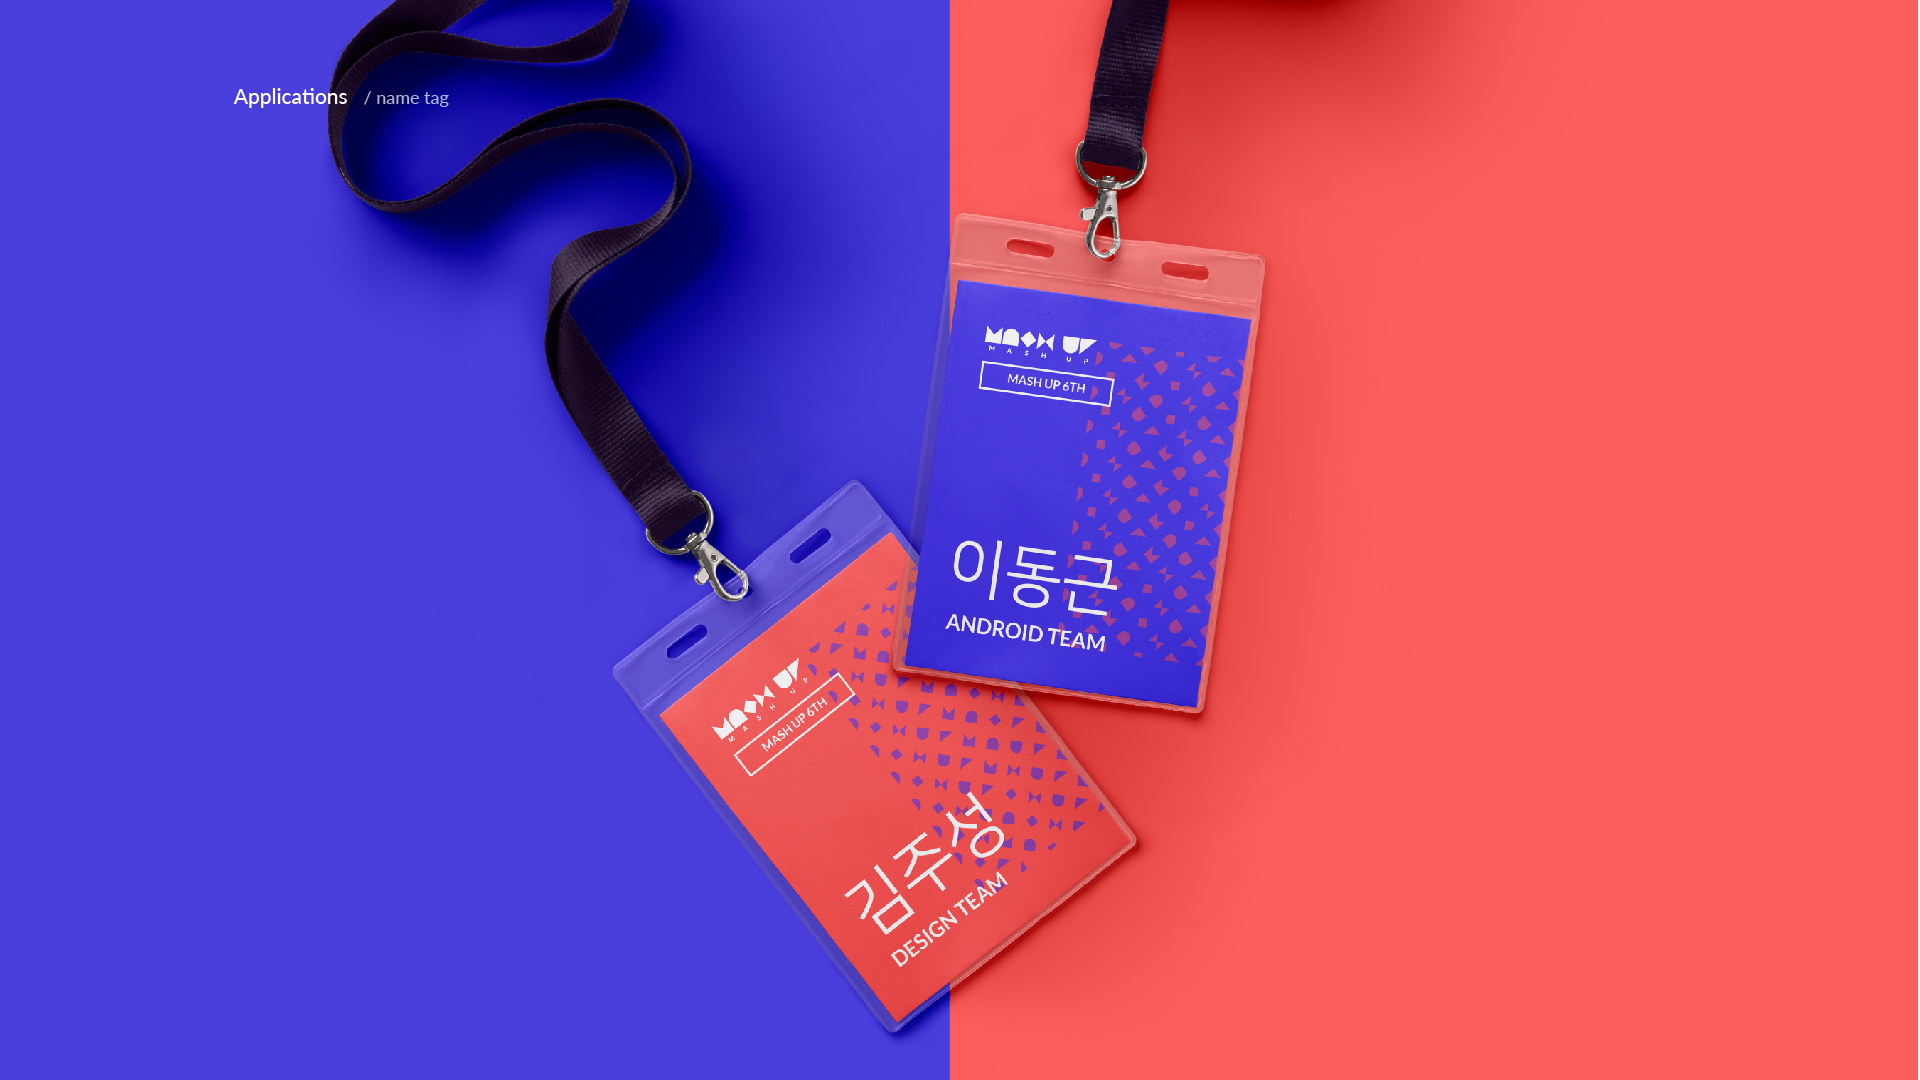 Applications / name tag
MASH UP
MASH UP 6TH
이동근
ANDROID TEAM
MASH UP
MASH UP 6TH
김주성
DESIGN TEAM